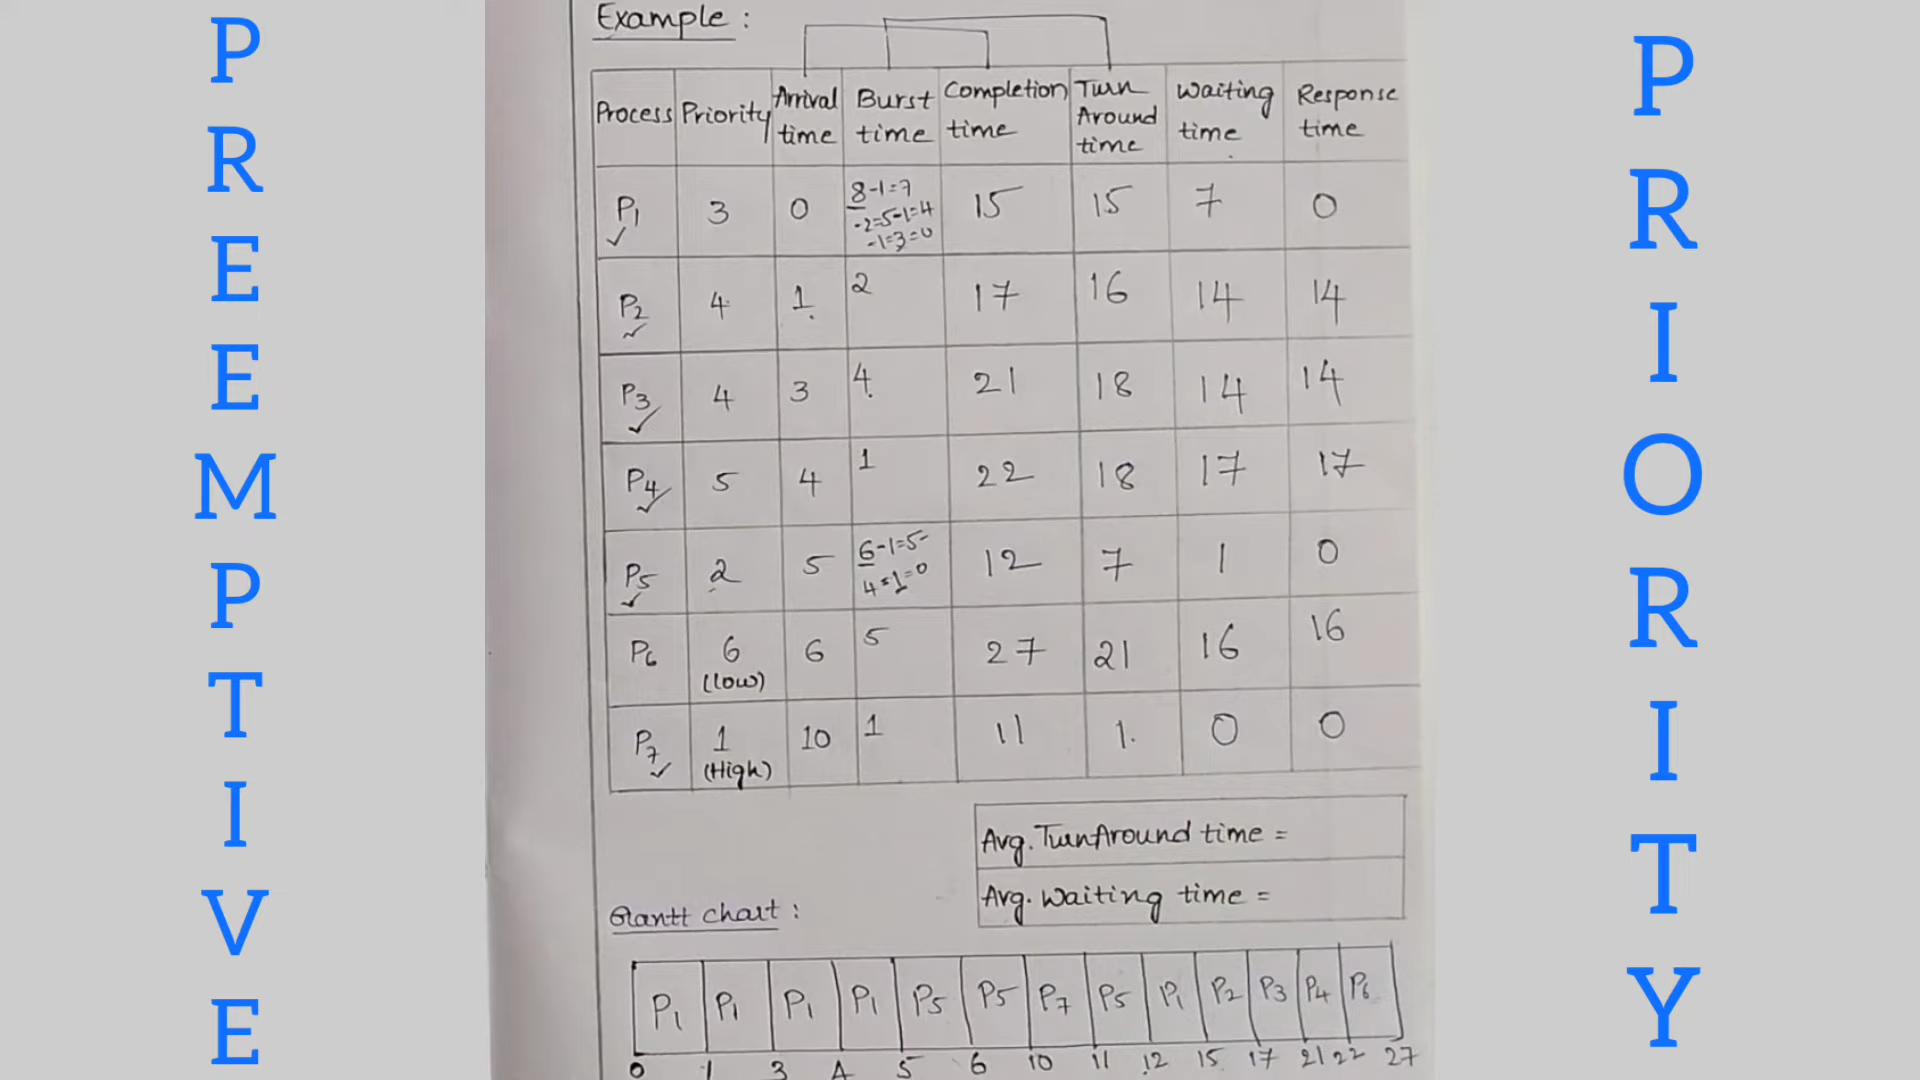 PREEMPTIVE
Example :
Process Priority Arrival time Burst time Completion time Turn Around time Waiting time Response time
P1 3 0 8-1=7 -2=5-1=4 -1=3=0 15 15 7 0
P2 4 1 2 17 16 14 14
P3 4 3 4 21 18 14 14
P4 5 4 1 22 18 17 17
P5 2 5 6-1=5- 4=1=0 12 7 1 0
P6 6 (low) 6 5 27 21 16 16
P7 1 (High) 10 1 11 1 0 0
Avg. TurnAround time =
Avg. Waiting time =
Gantt chart :
P1 P1 P1 P1 P5 P5 P7 P5 P1 P2 P3 P4 P6
0 1 3 4 5 6 10 11 12 15 17 21 22 27
PRIORITY